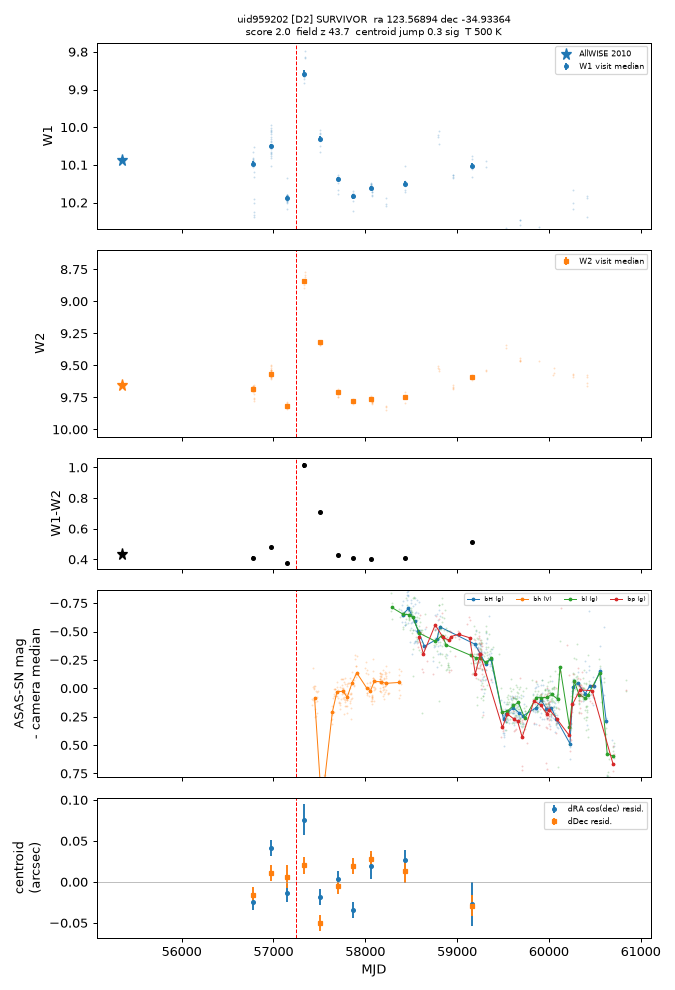 uid959202 [D2] SURVIVOR ra 123.56894 dec -34.93364
score 2.0 field z 43.7 centroid jump 0.3 sig T 500 K
9.8
9.9
10.0
10.1
10.2
W1
AllWISE 2010
W1 visit median
8.75
9.00
9.25
9.50
9.75
10.00
W2
W2 visit median
1.0
0.8
0.6
0.4
W1-W2
−0.75
−0.50
−0.25
0.00
0.25
0.50
0.75
ASAS-SN mag
- camera median
bH (g)
bh (V)
bl (g)
bp (g)
0.10
0.05
0.00
−0.05
centroid
(arcsec)
dRA cos(dec) resid.
dDec resid.
56000
57000
58000
59000
60000
61000
MJD